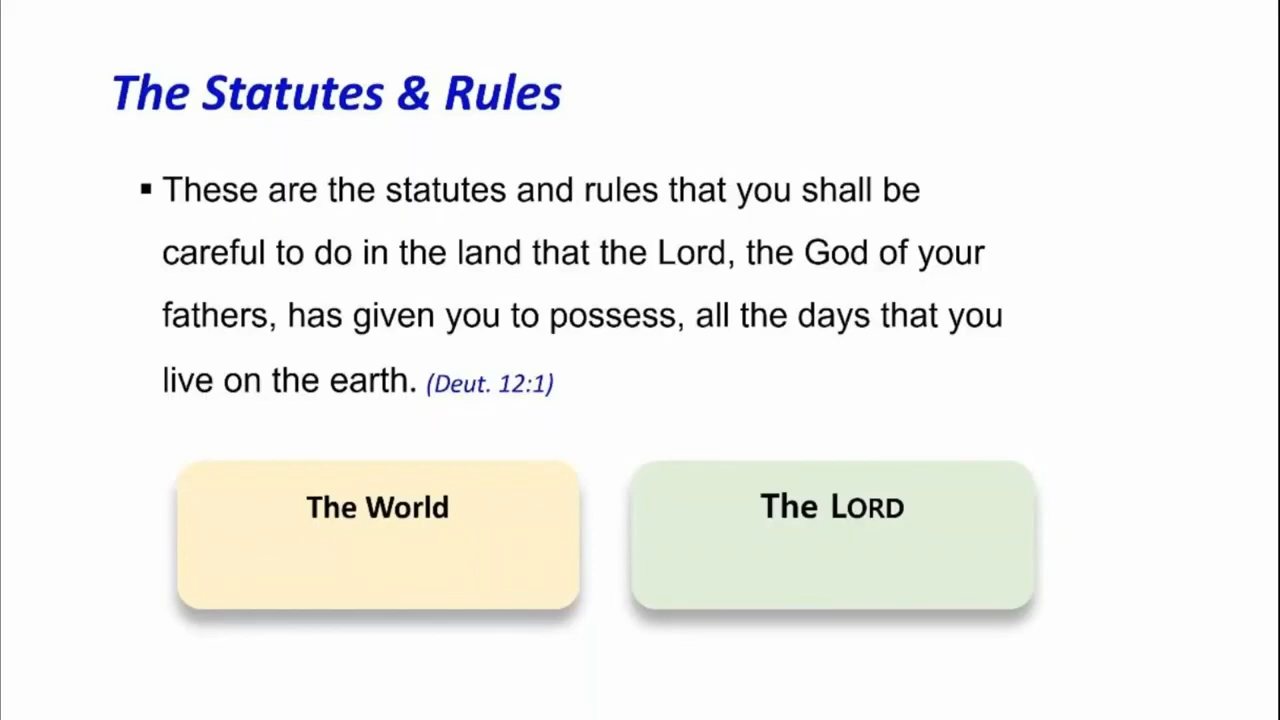 The Statutes & Rules
▪ These are the statutes and rules that you shall be
careful to do in the land that the Lord, the God of your
fathers, has given you to possess, all the days that you
live on the earth. (Deut. 12:1)
The World
The LORD